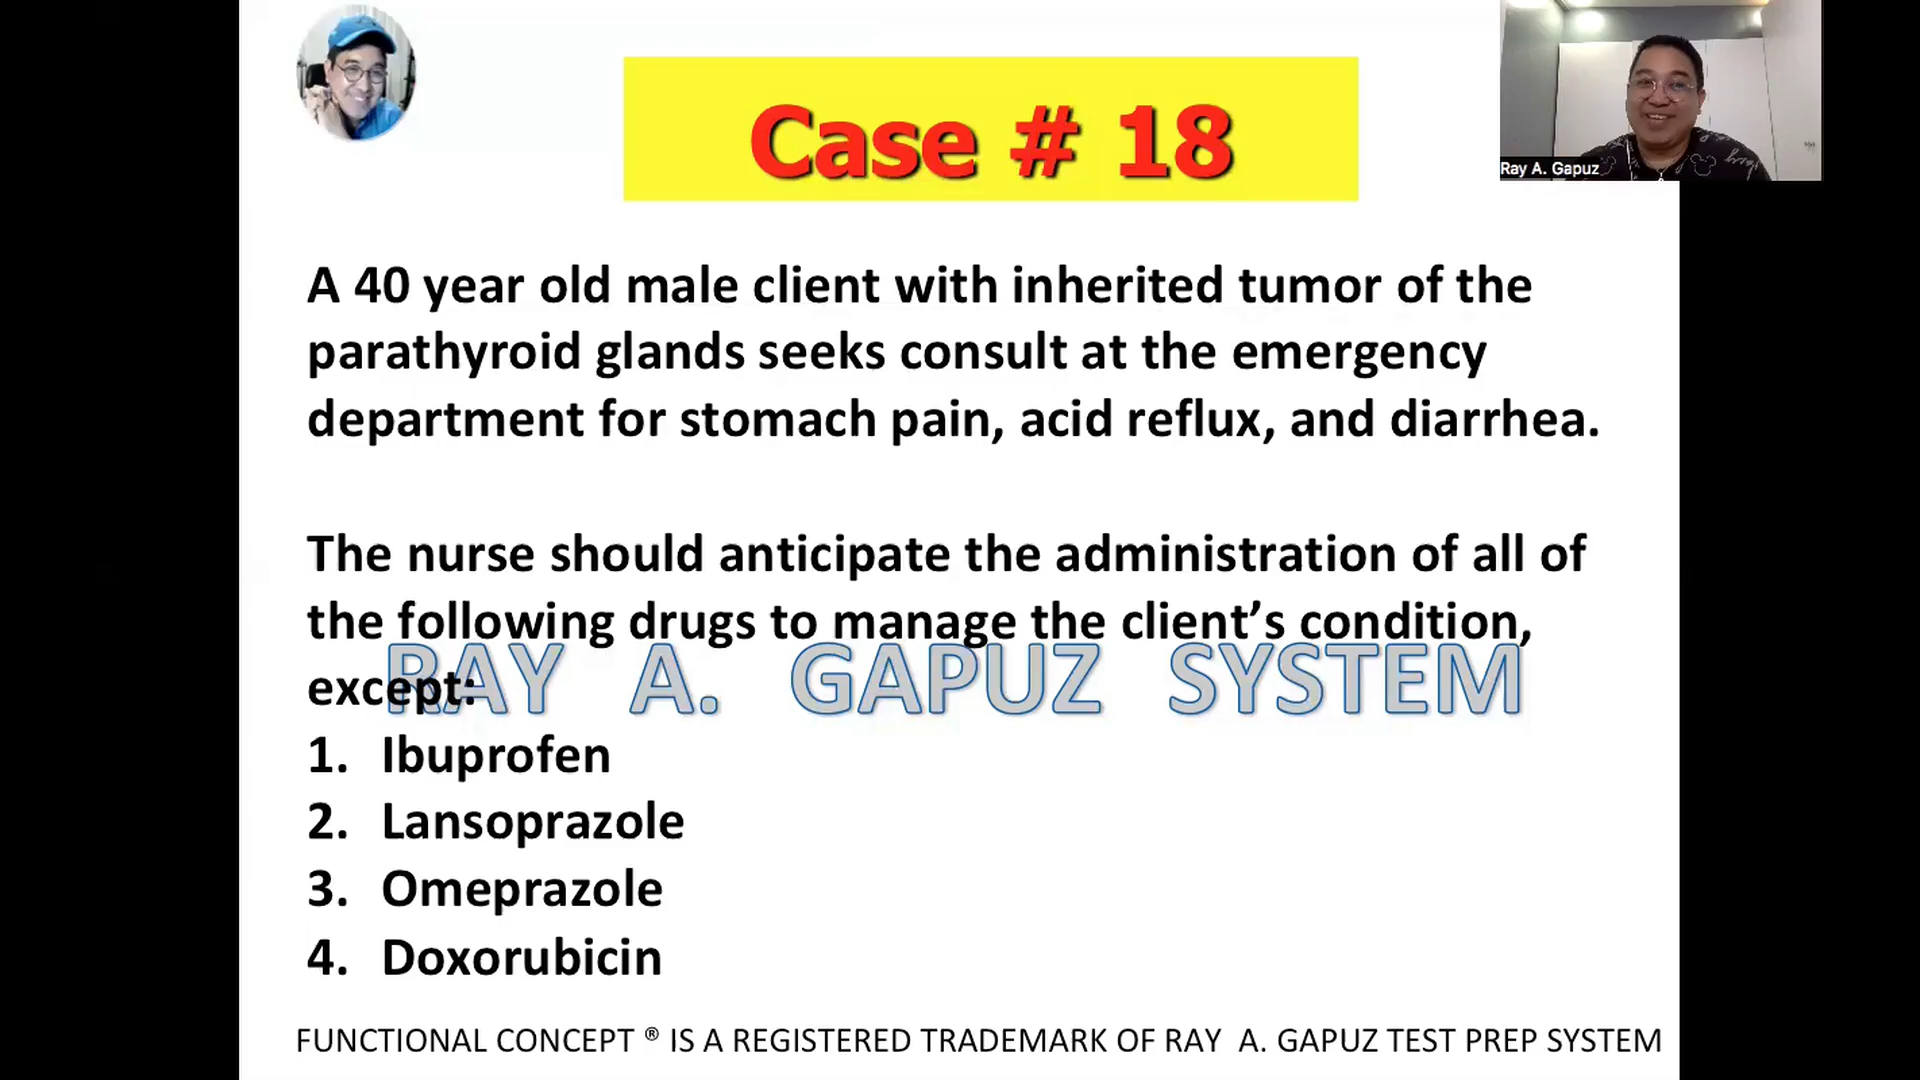 Case # 18
Ray A. Gapuz
A 40 year old male client with inherited tumor of the
parathyroid glands seeks consult at the emergency
department for stomach pain, acid reflux, and diarrhea.
The nurse should anticipate the administration of all of
the following drugs to manage the client’s condition,
except:
RAY A. GAPUZ SYSTEM
1. Ibuprofen
2. Lansoprazole
3. Omeprazole
4. Doxorubicin
FUNCTIONAL CONCEPT ® IS A REGISTERED TRADEMARK OF RAY A. GAPUZ TEST PREP SYSTEM